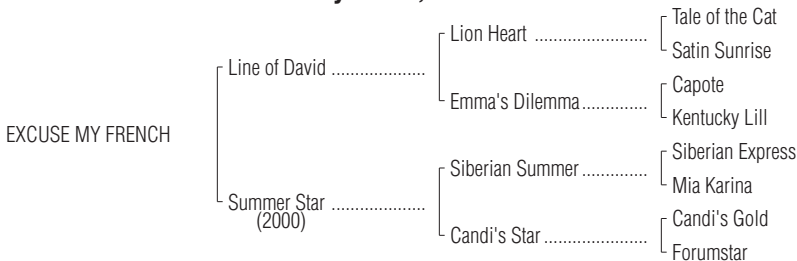 Tale of the Cat
Lion Heart ........................
Satin Sunrise
Line of David ....................
Capote
Emma's Dilemma ..............
Kentucky Lill
EXCUSE MY FRENCH
Siberian Express
Siberian Summer ..............
Mia Karina
Summer Star ....................
(2000)
Candi's Gold
Candi's Star ......................
Forumstar